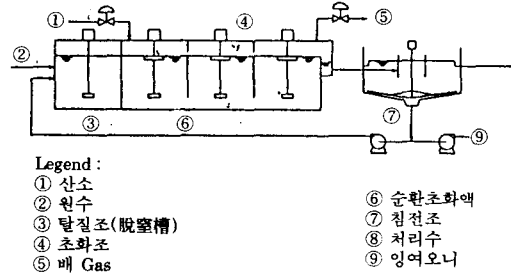 ①
④
⑤
②
③
⑥
⑦
⑨
Legend :
① 산소
② 원수
③ 탈질조(脫窒槽)
④ 초화조
⑤ 배 Gas
⑥ 순환초화액
⑦ 침전조
⑧ 처리수
⑨ 잉여오니